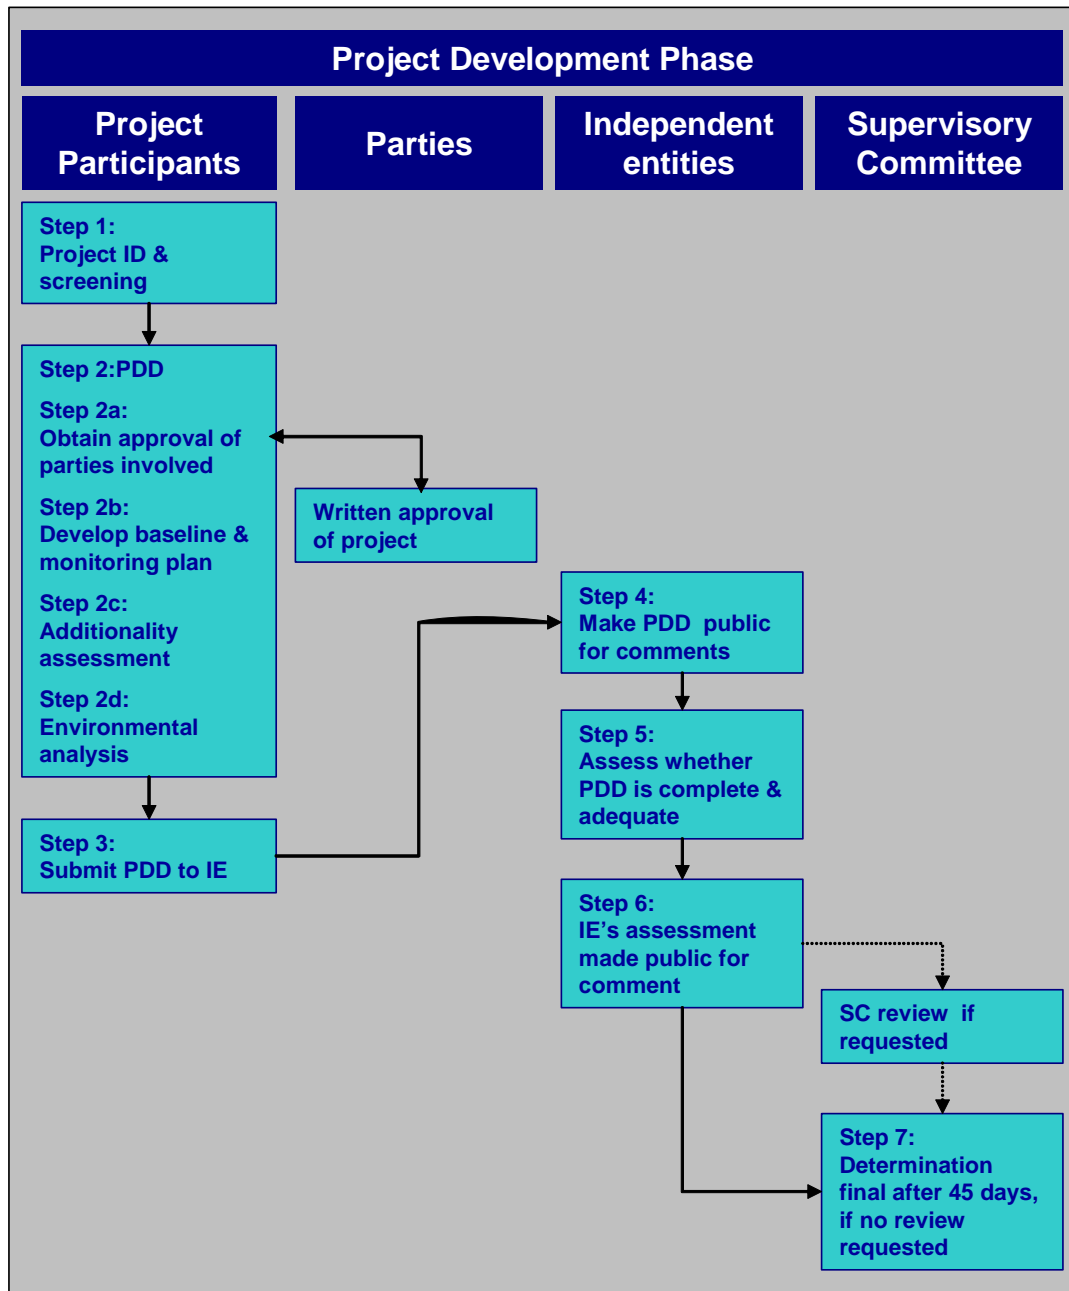 Project Development Phase
Project
Participants
Parties
Independent
entities
Supervisory
Committee
Step 1:
Project ID &
screening
Step 2:PDD
Step 2a:
Obtain approval of
parties involved
Step 2b:
Develop baseline &
monitoring plan
Step 2c:
Additionality
assessment
Step 2d:
Environmental
analysis
Written approval
of project
Step 3:
Submit PDD to IE
Step 4:
Make PDD  public
for comments
Step 5:
Assess whether
PDD is complete &
adequate
Step 6:
IE's assessment
made public for
comment
SC review  if
requested
Step 7:
Determination
final after 45 days,
if no review
requested